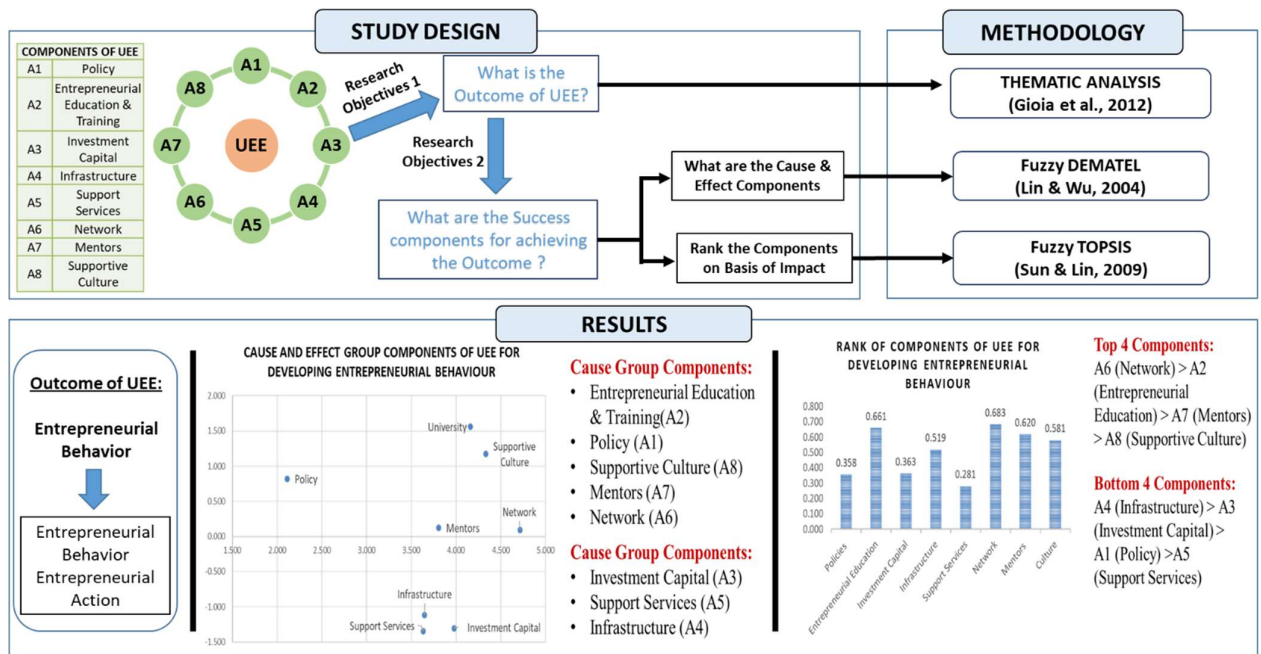 STUDY DESIGN
METHODOLOGY
COMPONENTS OF UEE
A1 Policy
A2 Entrepreneurial
Education &
Training
A3 Investment
Capital
A4 Infrastructure
A5 Support
Services
A6 Network
A7 Mentors
A8 Supportive
Culture
A1
A2
A3
A4
A5
A6
A7
A8
UEE
Research
Objectives 1
What is the
Outcome of UEE?
Research
Objectives 2
What are the Success
components for achieving
the Outcome ?
What are the Cause &
Effect Components
Rank the Components
on Basis of Impact
THEMATIC ANALYSIS
(Gioia et al., 2012)
Fuzzy DEMATEL
(Lin & Wu, 2004)
Fuzzy TOPSIS
(Sun & Lin, 2009)
RESULTS
Outcome of UEE:
Entrepreneurial
Behavior
Entrepreneurial
Behavior
Entrepreneurial
Action
CAUSE AND EFFECT GROUP COMPONENTS OF UEE FOR
DEVELOPING ENTREPRENEURIAL BEHAVIOUR
2.000
1.500
1.000
0.500
0.000
-0.500
-1.000
-1.500
1.500 2.000 2.500 3.000 3.500 4.000 4.500 5.000
University
Supportive
Culture
Policy
Mentors
Network
Infrastructure
Support Services
Investment Capital
Cause Group Components:
• Entrepreneurial Education
& Training(A2)
• Policy (A1)
• Supportive Culture (A8)
• Mentors (A7)
• Network (A6)
Cause Group Components:
• Investment Capital (A3)
• Support Services (A5)
• Infrastructure (A4)
RANK OF COMPONENTS OF UEE FOR
DEVELOPING ENTREPRENEURIAL
BEHAVIOUR
0.800
0.700
0.600
0.500
0.400
0.300
0.200
0.100
0.000
0.358
0.661
0.363
0.519
0.281
0.683
0.620
0.581
Policies
Entrepreneurial Education
Investment Capital
Infrastructure
Support Services
Network
Mentors
Culture
Top 4 Components:
A6 (Network) > A2
(Entrepreneurial
Education) > A7 (Mentors)
> A8 (Supportive Culture)
Bottom 4 Components:
A4 (Infrastructure) > A3
(Investment Capital) >
A1 (Policy) >A5
(Support Services)